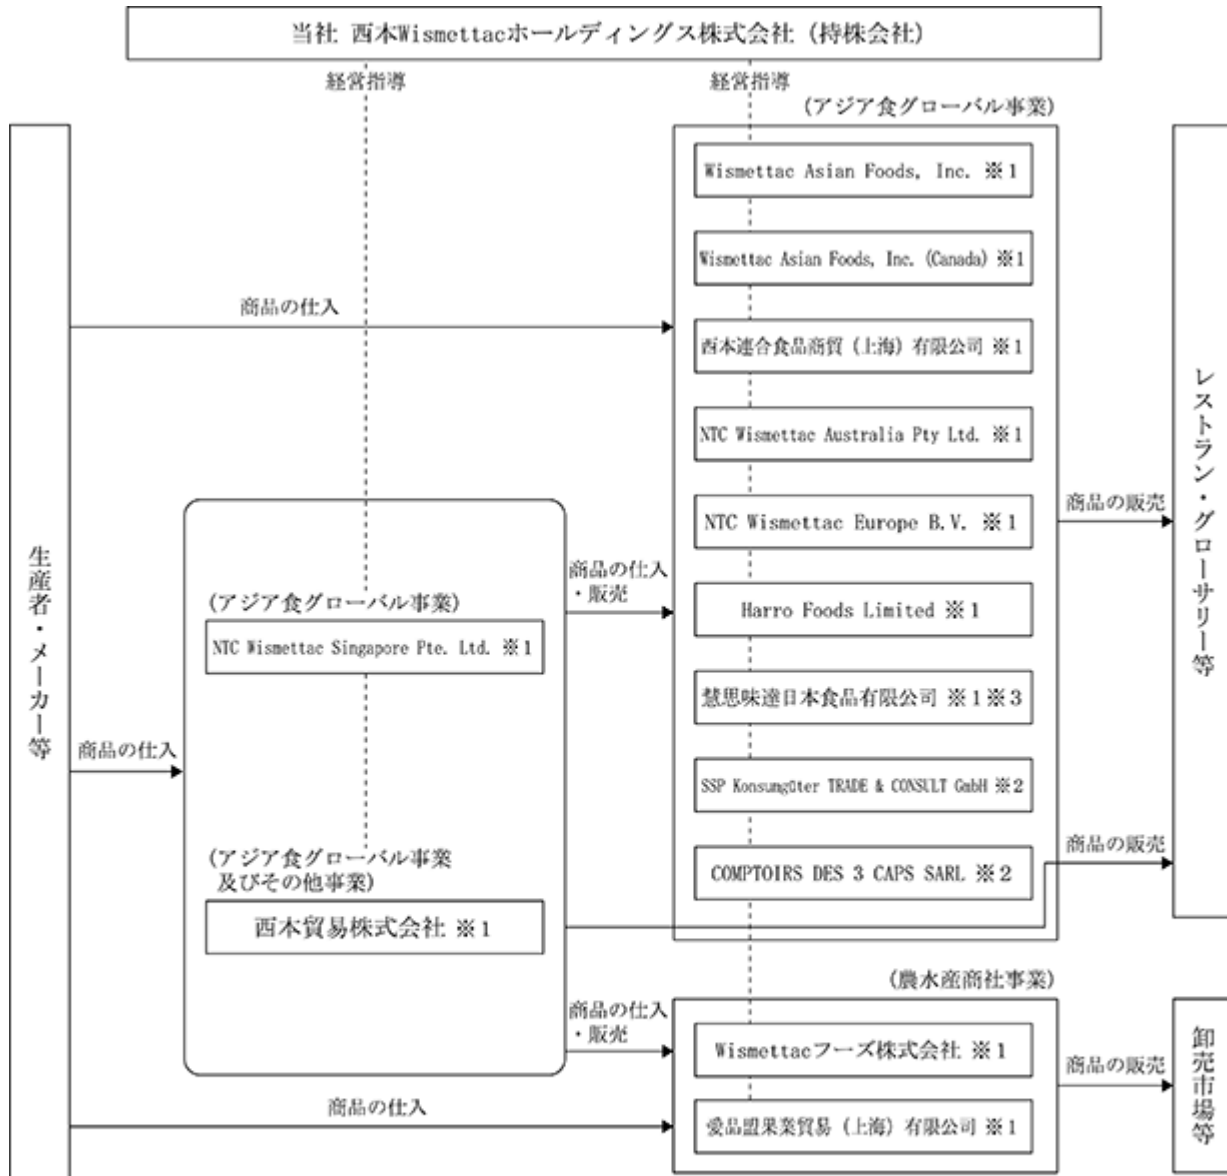 当社 西本Wismettacホールディングス株式会社（持株会社）
経営指導
経営指導
(アジア食グローバル事業)
生産者・メーカー等
商品の仕入
Wismettac Asian Foods, Inc. ※1
Wismettac Asian Foods, Inc. (Canada) ※1
西本連合食品商貿（上海）有限公司 ※1
NTC Wismettac Australia Pty Ltd. ※1
NTC Wismettac Europe B.V. ※1
Harro Foods Limited ※1
慧思味達日本食品有限公司 ※1※3
SSP Konsumgüter TRADE & CONSULT GmbH ※2
COMPTOIRS DES 3 CAPS SARL ※2
商品の販売
レストラン・グローサリー等
商品の仕入
(アジア食グローバル事業)
NTC Wismettac Singapore Pte. Ltd. ※1
(アジア食グローバル事業
及びその他事業)
西本貿易株式会社 ※1
商品の仕入
・販売
商品の販売
商品の仕入
・販売
商品の仕入
(農水産商社事業)
Wismettacフーズ株式会社 ※1
愛品盟果業貿易（上海）有限公司 ※1
商品の販売
卸売市場等